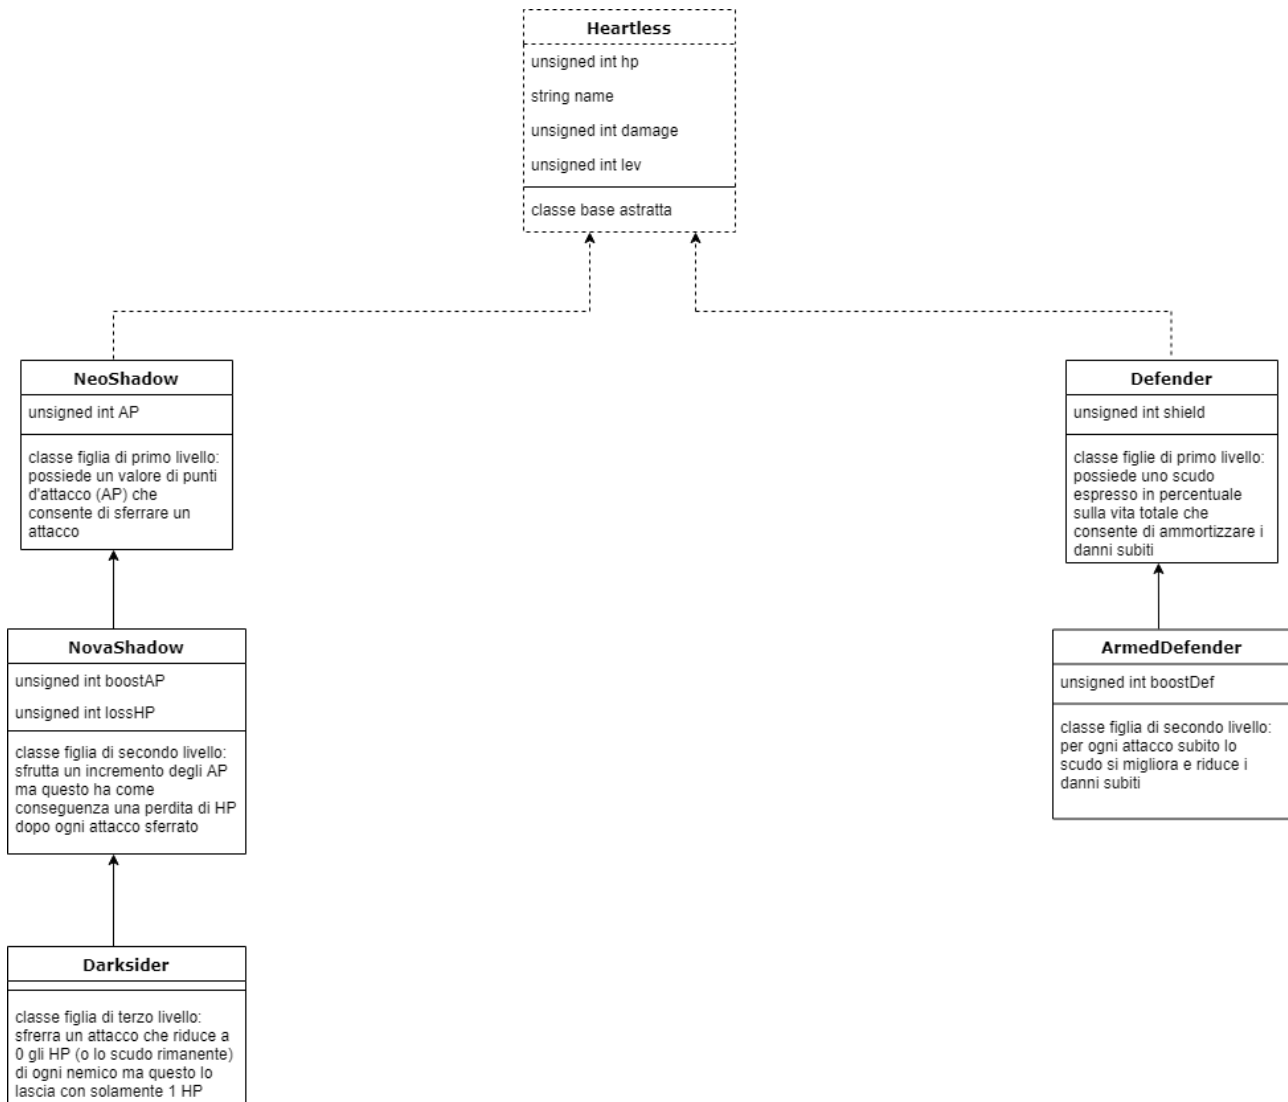 Heartless
unsigned int hp
string name
unsigned int damage
unsigned int lev
classe base astratta
NeoShadow
unsigned int AP
classe figlia di primo livello:
possiede un valore di punti
d'attacco (AP) che
consente di sferrare un
attacco
Defender
unsigned int shield
classe figlie di primo livello:
possiede uno scudo
espresso in percentuale
sulla vita totale che
consente di ammortizzare i
danni subiti
NovaShadow
unsigned int boostAP
unsigned int lossHP
classe figlia di secondo livello:
sfrutta un incremento degli AP
ma questo ha come
conseguenza una perdita di HP
dopo ogni attacco sferrato
ArmedDefender
unsigned int boostDef
classe figlia di secondo livello:
per ogni attacco subito lo
scudo si migliora e riduce i
danni subiti
Darksider
classe figlia di terzo livello:
sfrerra un attacco che riduce a
0 gli HP (o lo scudo rimanente)
di ogni nemico ma questo lo
lascia con solamente 1 HP